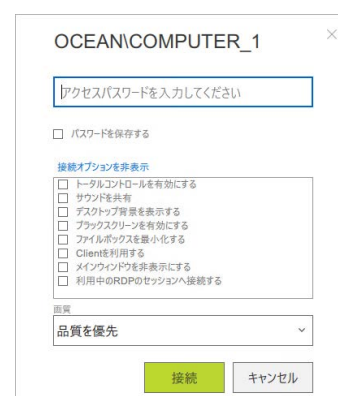 OCEAN\COMPUTER_1
アクセスパスワードを入力してください
パスワードを保存する
接続オプションを非表示
トータルコントロールを有効にする
サウンドを共有
デスクトップ背景を表示する
ブラックスクリーンを有効にする
ファイルボックスを最小化する
Clientを利用する
メインウィンドウを非表示にする
利用中のRDPのセッションへ接続する
画質
品質を優先
接続 キャンセル